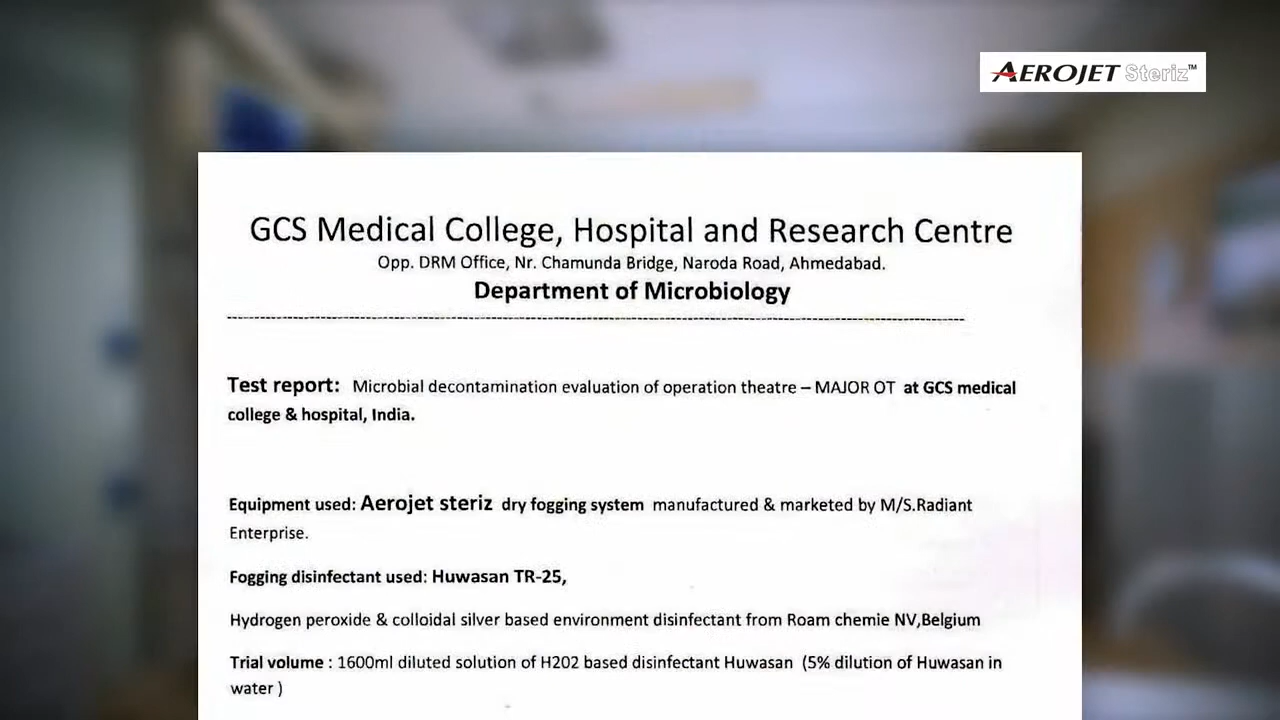 AEROJET Steriz™
GCS Medical College, Hospital and Research Centre
Opp. DRM Office, Nr. Chamunda Bridge, Naroda Road, Ahmedabad.
Department of Microbiology
Test report: Microbial decontamination evaluation of operation theatre – MAJOR OT at GCS medical
college & hospital, India.
Equipment used: Aerojet steriz dry fogging system manufactured & marketed by M/S.Radiant
Enterprise.
Fogging disinfectant used: Huwasan TR-25,
Hydrogen peroxide & colloidal silver based environment disinfectant from Roam chemie NV,Belgium
Trial volume : 1600ml diluted solution of H202 based disinfectant Huwasan (5% dilution of Huwasan in
water )